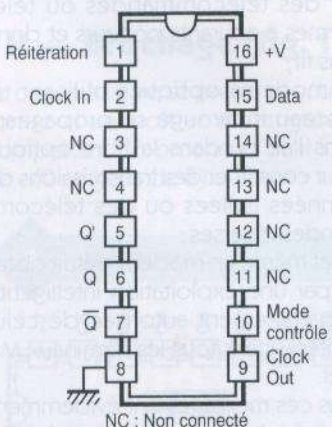 Réitération 1 16 +V
Clock In 2 15 Data
NC 3 14 NC
NC 4 13 NC
Q' 5 12 NC
Q 6 11 NC
Q̅ 7 10 Mode contrôle
8 9 Clock Out
NC : Non connecté